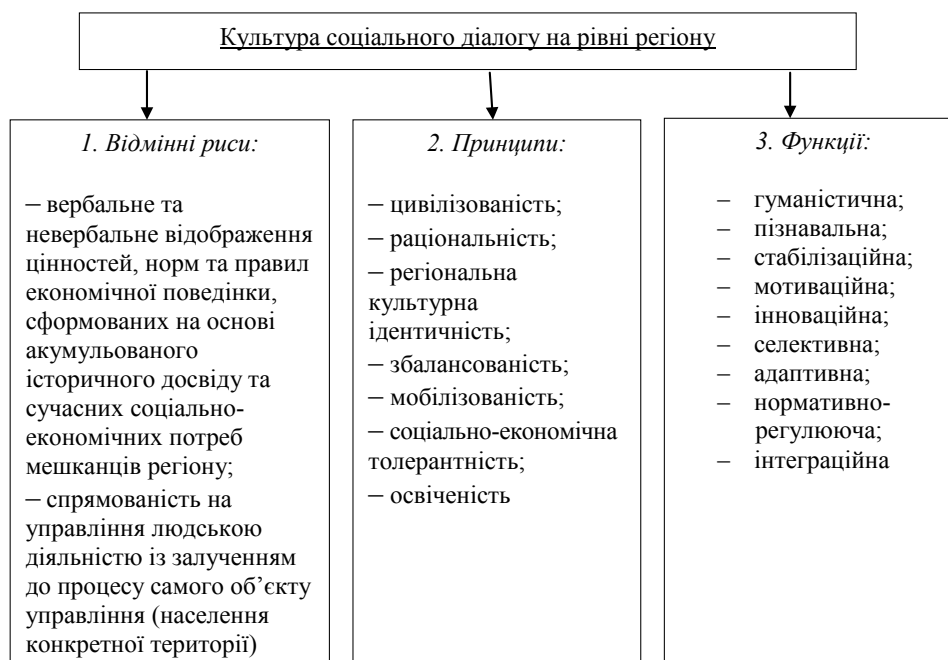 Культура соціального діалогу на рівні регіону
1. Відмінні риси:
– вербальне та
невербальне відображення
цінностей, норм та правил
економічної поведінки,
сформованих на основі
акумульованого
історичного досвіду та
сучасних соціально-
економічних потреб
мешканців регіону;
– спрямованість на
управління людською
діяльністю із залученням
до процесу самого об’єкту
управління (населення
конкретної території)
2. Принципи:
– цивілізованість;
– раціональність;
– регіональна
культурна
ідентичність;
– збалансованість;
– мобілізованість;
– соціально-економічна
толерантність;
– освіченість
3. Функції:
– гуманістична;
– пізнавальна;
– стабілізаційна;
– мотиваційна;
– інноваційна;
– селективна;
– адаптивна;
– нормативно-
регулююча;
– інтеграційна